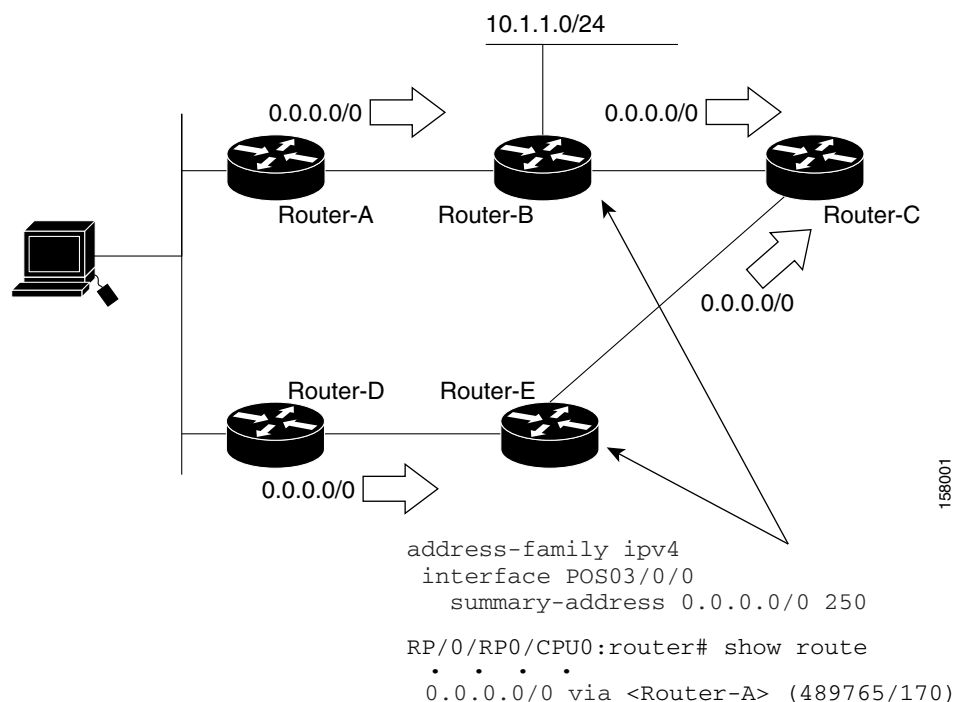 10.1.1.0/24
0.0.0.0/0
0.0.0.0/0
Router-A
Router-B
Router-C
0.0.0.0/0
Router-D
Router-E
0.0.0.0/0
158001
address-family ipv4
interface POS03/0/0
summary-address 0.0.0.0/0 250
RP/0/RP0/CPU0:router# show route
. . . .
0.0.0.0/0 via <Router-A> (489765/170)